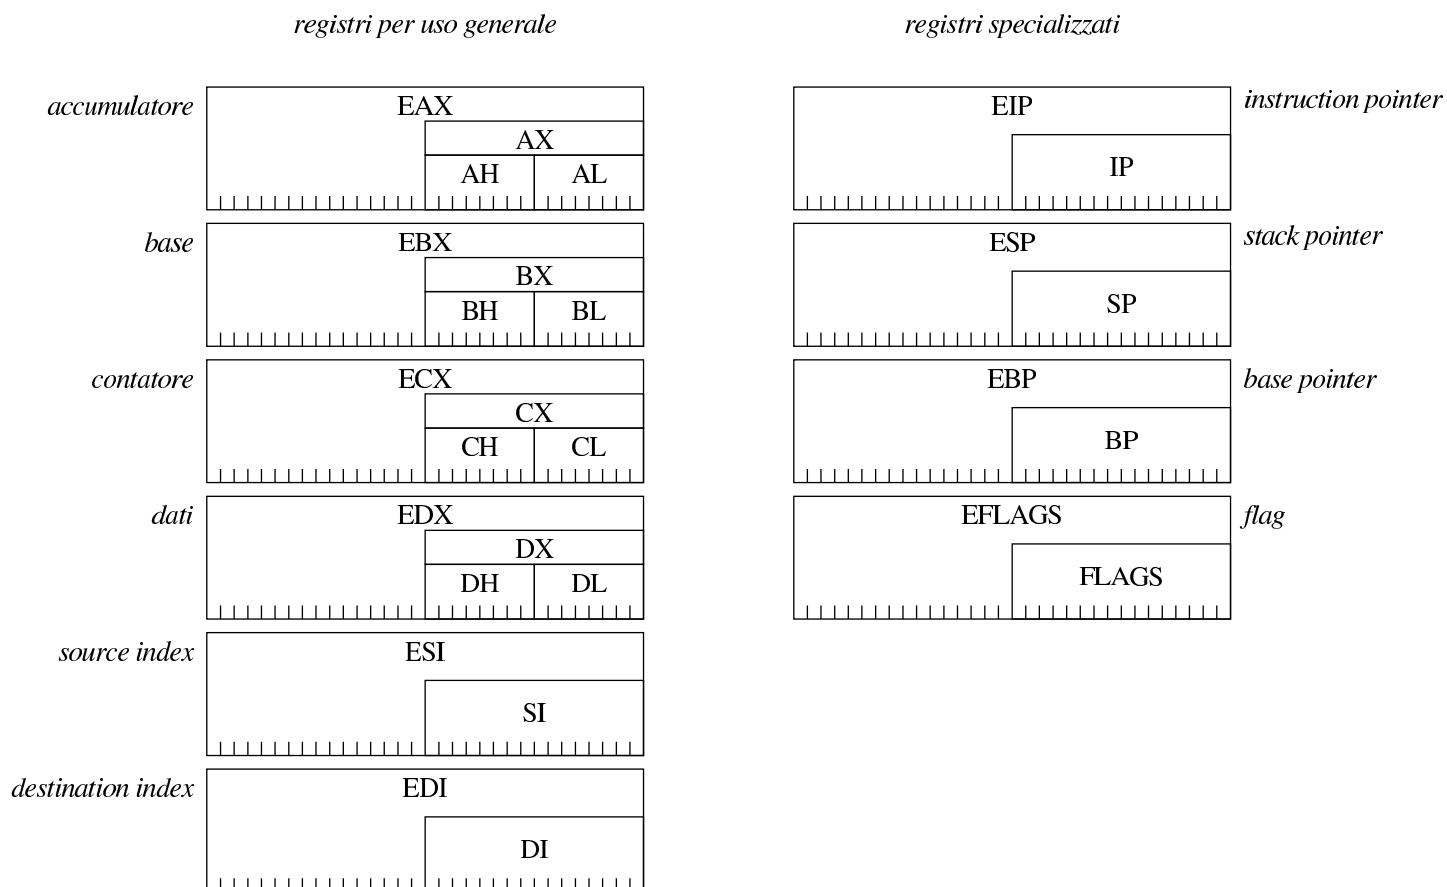 registri per uso generale
registri specializzati
accumulatore
EAX
AX
AH
AL
base
EBX
BX
BH
BL
contatore
ECX
CX
CH
CL
dati
EDX
DX
DH
DL
source index
ESI
SI
destination index
EDI
DI
EIP
instruction pointer
IP
ESP
stack pointer
SP
EBP
base pointer
BP
EFLAGS
flag
FLAGS